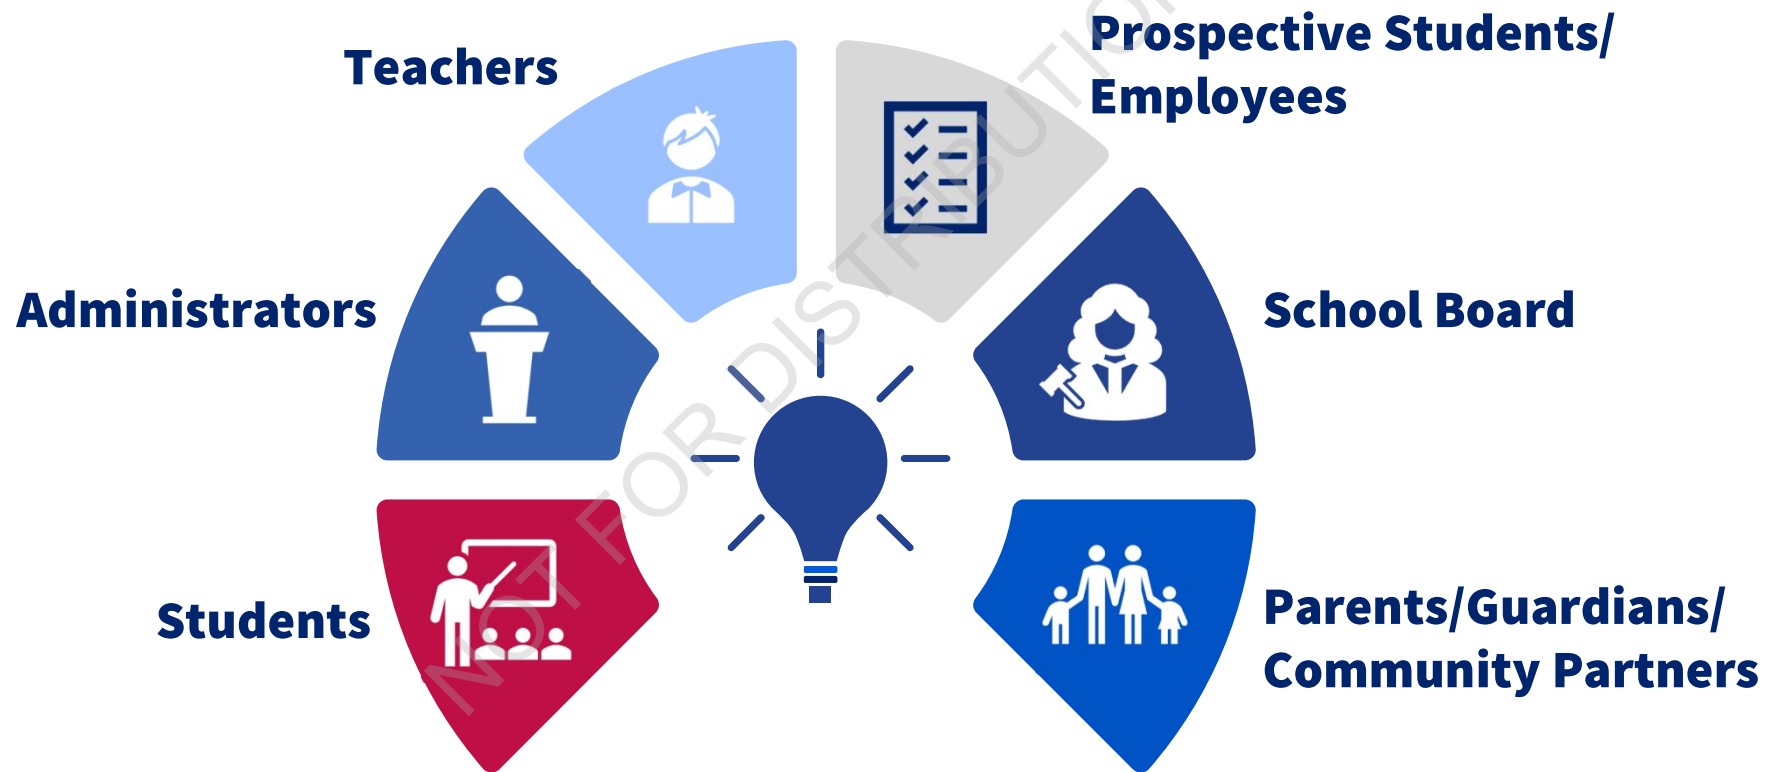 Teachers
Prospective Students/
Employees
Administrators
School Board
Students
Parents/Guardians/
Community Partners
NOT FOR DISTRIBUTION